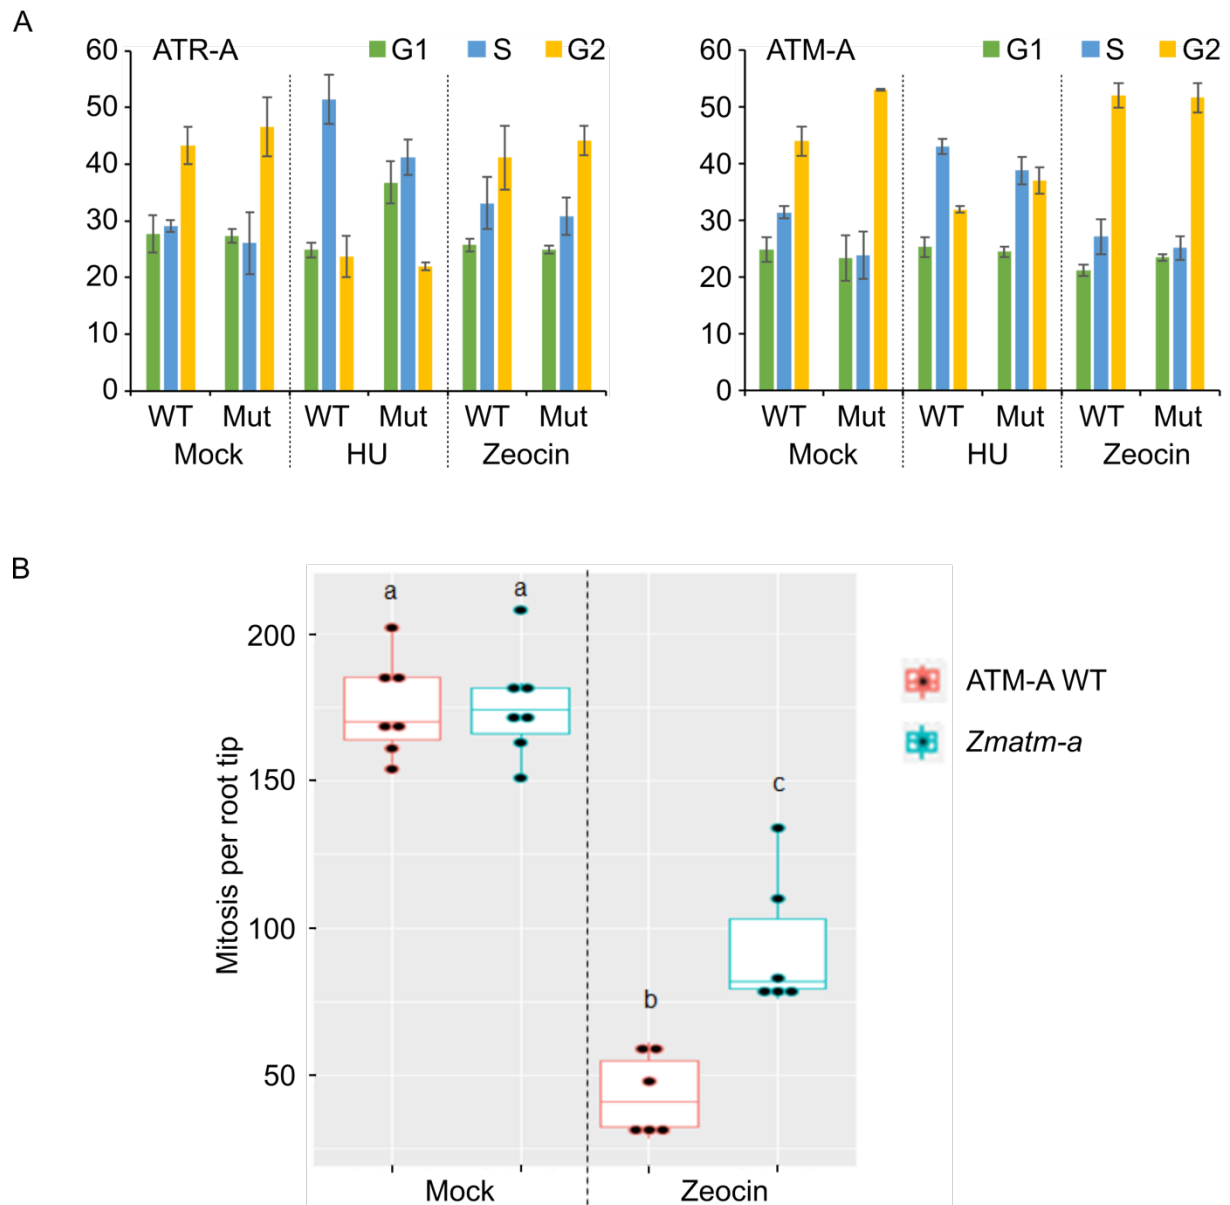 A
ATR-A G1 S G2
60
50
40
30
20
10
0
WT Mut WT Mut WT Mut
Mock HU Zeocin
ATM-A G1 S G2
60
50
40
30
20
10
0
WT Mut WT Mut WT Mut
Mock HU Zeocin
B
Mitosis per root tip
200
150
100
50
a a b c
Mock Zeocin
ATM-A WT
Zmatm-a